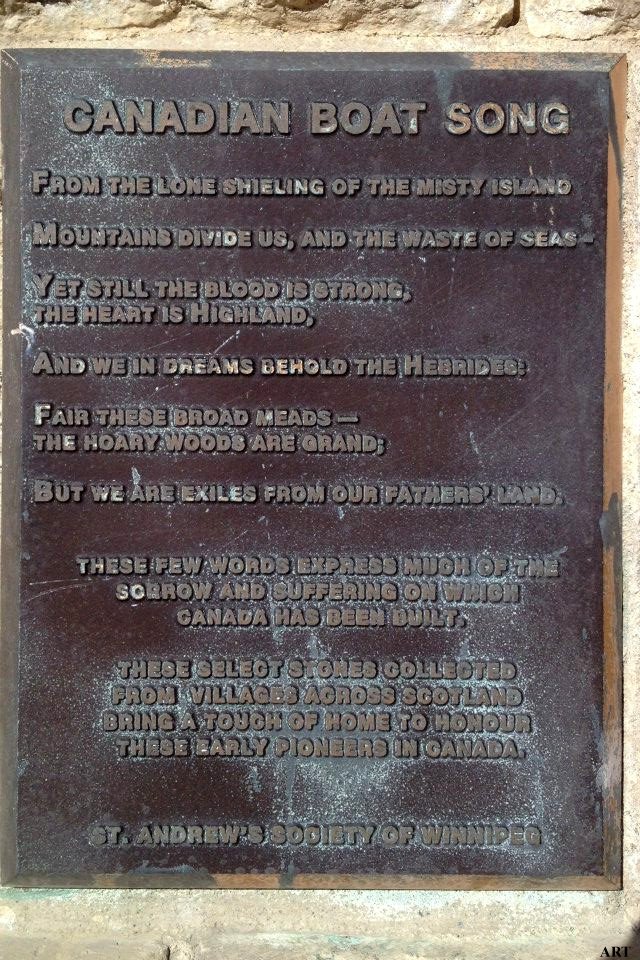 CANADIAN BOAT SONG
FROM THE LONE SHIELING OF THE MISTY ISLAND
MOUNTAINS DIVIDE US, AND THE WASTE OF SEAS –
YET STILL THE BLOOD IS STRONG,
THE HEART IS HIGHLAND,
AND WE IN DREAMS BEHOLD THE HEBRIDES:
FAIR THESE BROAD MEADS —
THE HOARY WOODS ARE GRAND;
BUT WE ARE EXILES FROM OUR FATHERS' LAND.
THESE FEW WORDS EXPRESS MUCH OF THE
SORROW AND SUFFERING ON WHICH
CANADA HAS BEEN BUILT.
THESE SELECT STONES COLLECTED
FROM VILLAGES ACROSS SCOTLAND
BRING A TOUCH OF HOME TO HONOUR
THESE EARLY PIONEERS IN CANADA.
ST. ANDREW'S SOCIETY OF WINNIPEG
ART